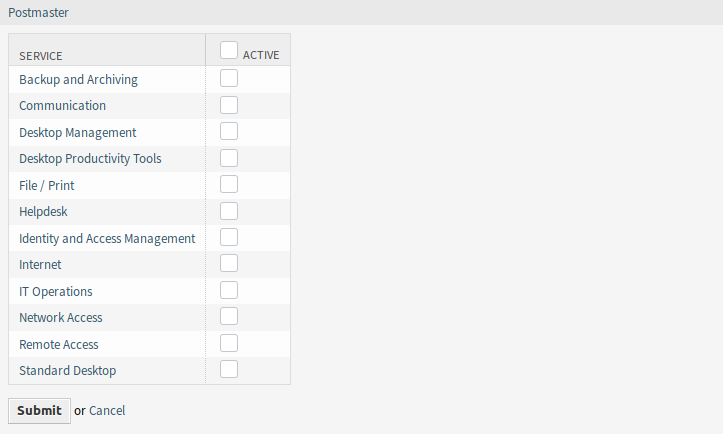 Postmaster
SERVICE ACTIVE
Backup and Archiving
Communication
Desktop Management
Desktop Productivity Tools
File / Print
Helpdesk
Identity and Access Management
Internet
IT Operations
Network Access
Remote Access
Standard Desktop
Submit or Cancel